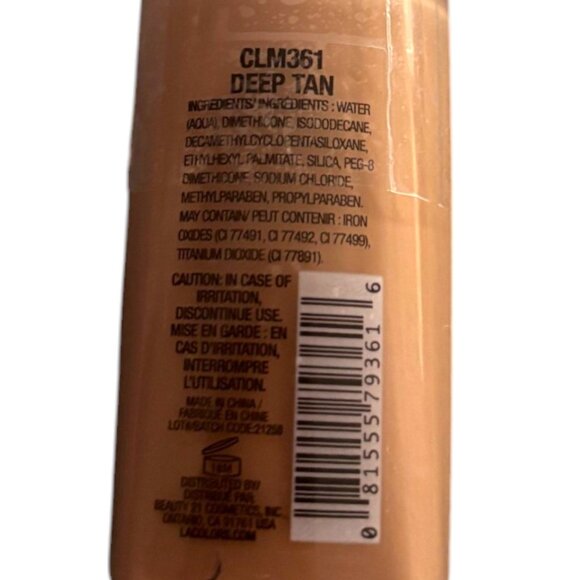 CLM361
DEEP TAN
INGREDIENTS/ INGRÉDIENTS : WATER
(AQUA), DIMETHICONE, ISODODECANE,
DECAMETHYLCYCLOPENTASILOXANE,
ETHYLHEXYL PALMITATE, SILICA, PEG-8
DIMETHICONE, SODIUM CHLORIDE,
METHYLPARABEN, PROPYLPARABEN.
MAY CONTAIN/ PEUT CONTENIR : IRON
OXIDES (CI 77491, CI 77492, CI 77499),
TITANIUM DIOXIDE (CI 77891).
CAUTION: IN CASE OF
IRRITATION,
DISCONTINUE USE.
MISE EN GARDE : EN
CAS D'IRRITATION,
INTERROMPRE
L'UTILISATION.
MADE IN CHINA /
FABRIQUÉ EN CHINE
LOT#/BATCH CODE:21258
18M
DISTRIBUTED BY/
DISTRIBUÉ PAR:
BEAUTY 21 COSMETICS, INC.
ONTARIO, CA 91761 USA
LACOLORS.COM
0 81555 79361 6